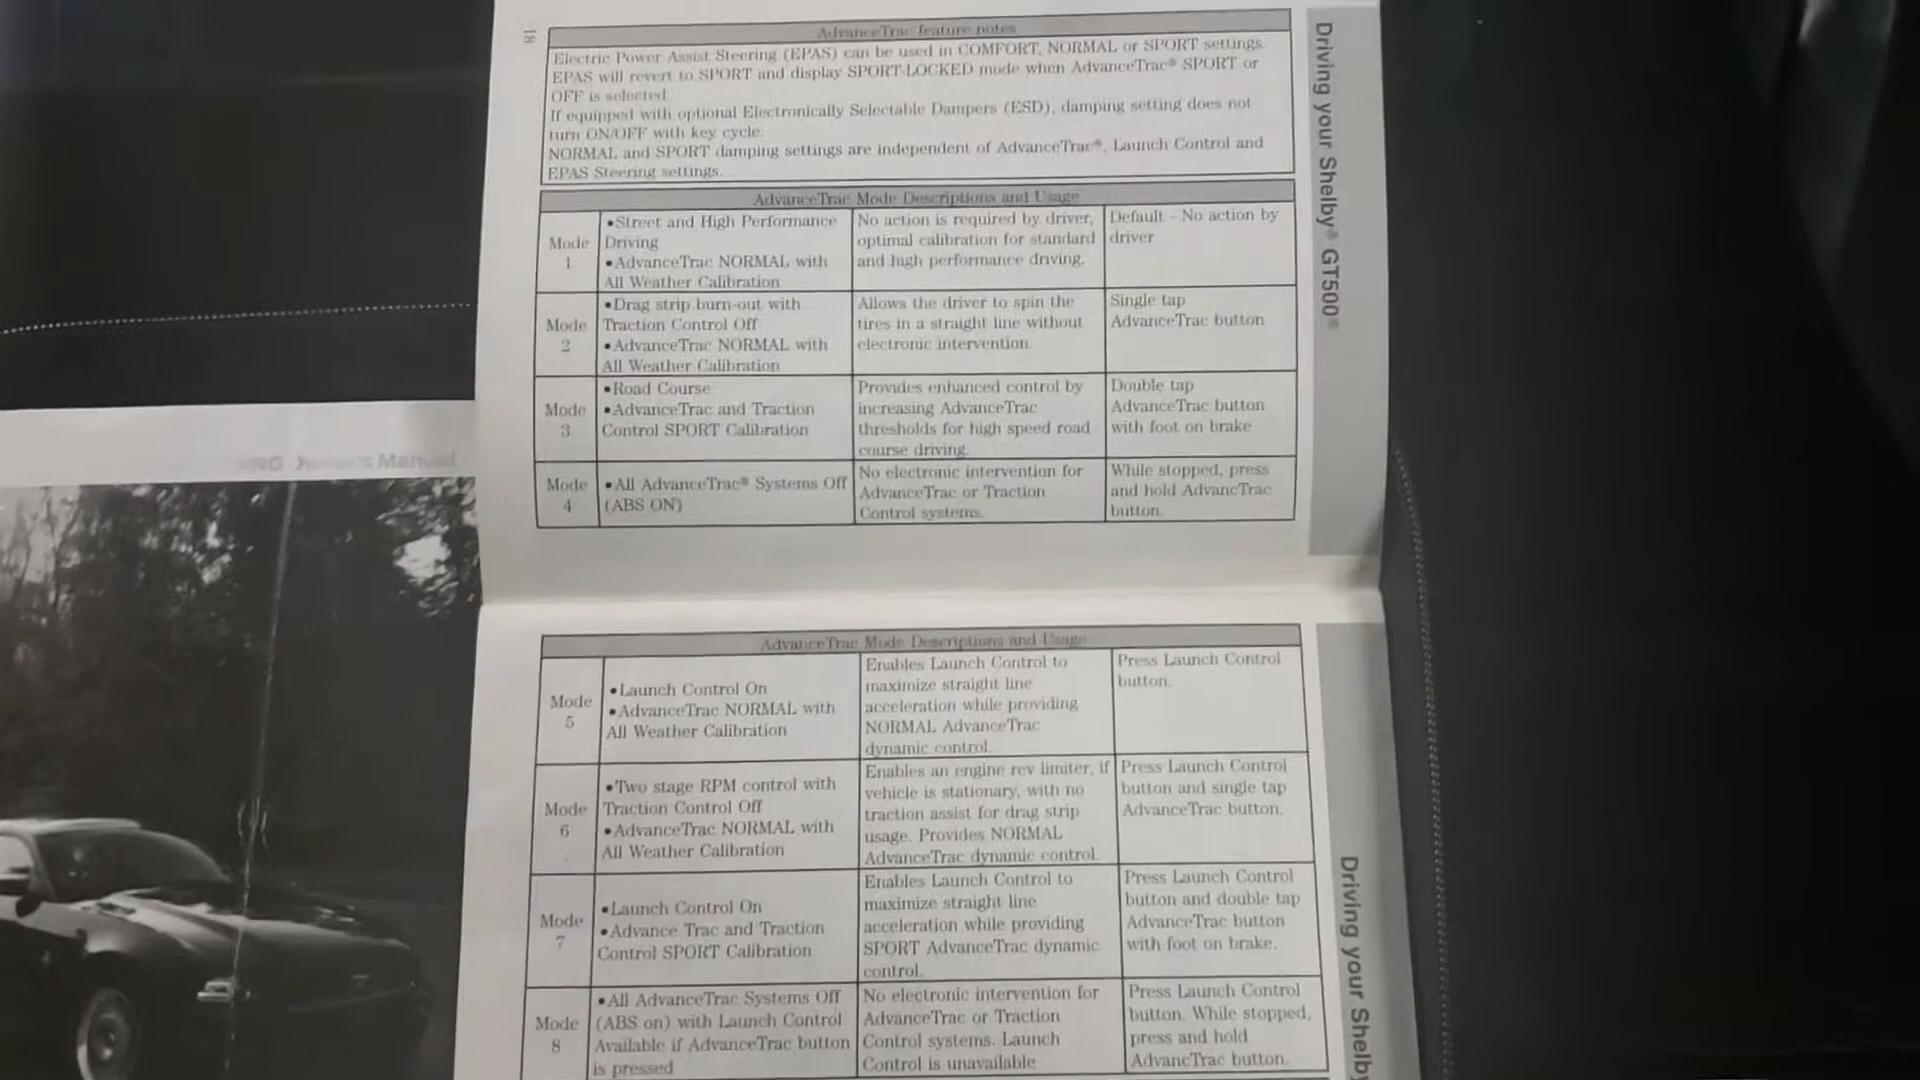 18
AdvanceTrac feature notes
Electric Power Assist Steering (EPAS) can be used in COMFORT, NORMAL or SPORT settings.
EPAS will revert to SPORT and display SPORT-LOCKED mode when AdvanceTrac® SPORT or
OFF is selected.
If equipped with optional Electronically Selectable Dampers (ESD), damping setting does not
turn ON/OFF with key cycle.
NORMAL and SPORT damping settings are independent of AdvanceTrac®, Launch Control and
EPAS Steering settings.
AdvanceTrac Mode Descriptions and Usage
Mode
1
•Street and High Performance
Driving
•AdvanceTrac NORMAL with
All Weather Calibration
No action is required by driver,
optimal calibration for standard
and high performance driving.
Default - No action by
driver
Mode
2
•Drag strip burn-out with
Traction Control Off
•AdvanceTrac NORMAL with
All Weather Calibration
Allows the driver to spin the
tires in a straight line without
electronic intervention.
Single tap
AdvanceTrac button
Mode
3
•Road Course
•AdvanceTrac and Traction
Control SPORT Calibration
Provides enhanced control by
increasing AdvanceTrac
thresholds for high speed road
course driving.
Double tap
AdvanceTrac button
with foot on brake
Mode
4
•All AdvanceTrac® Systems Off
(ABS ON)
No electronic intervention for
AdvanceTrac or Traction
Control systems.
While stopped, press
and hold AdvancTrac
button.
Driving your Shelby® GT500®
AdvanceTrac Mode Descriptions and Usage
Mode
5
•Launch Control On
•AdvanceTrac NORMAL with
All Weather Calibration
Enables Launch Control to
maximize straight line
acceleration while providing
NORMAL AdvanceTrac
dynamic control.
Press Launch Control
button.
Mode
6
•Two stage RPM control with
Traction Control Off
•AdvanceTrac NORMAL with
All Weather Calibration
Enables an engine rev limiter, if
vehicle is stationary, with no
traction assist for drag strip
usage. Provides NORMAL
AdvanceTrac dynamic control.
Press Launch Control
button and single tap
AdvanceTrac button.
Mode
7
•Launch Control On
•Advance Trac and Traction
Control SPORT Calibration
Enables Launch Control to
maximize straight line
acceleration while providing
SPORT AdvanceTrac dynamic
control.
Press Launch Control
button and double tap
AdvanceTrac button
with foot on brake.
Mode
8
•All AdvanceTrac Systems Off
(ABS on) with Launch Control
Available if AdvanceTrac button
is pressed
No electronic intervention for
AdvanceTrac or Traction
Control systems. Launch
Control is unavailable
Press Launch Control
button. While stopped,
press and hold
AdvancTrac button.
Driving your Shelby
Manual